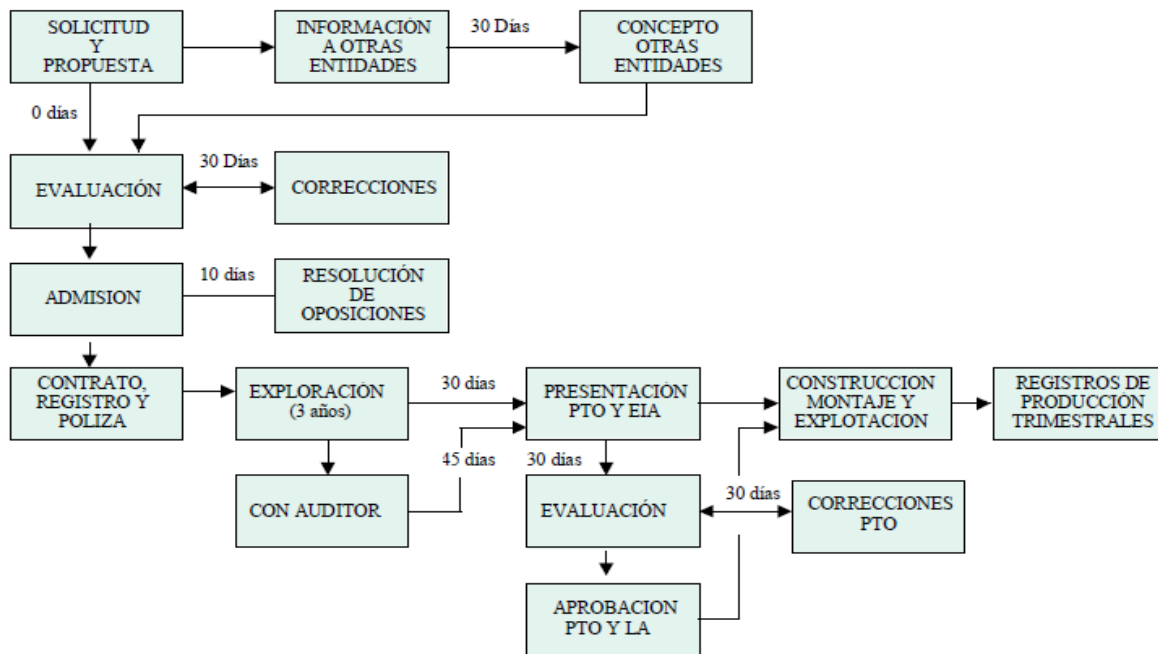 SOLICITUD
Y
PROPUESTA
INFORMACIÓN
A OTRAS
ENTIDADES
30 Días
CONCEPTO
OTRAS
ENTIDADES
0 días
EVALUACIÓN
30 Días
CORRECCIONES
ADMISION
10 días
RESOLUCIÓN
DE
OPOSICIONES
CONTRATO,
REGISTRO Y
POLIZA
EXPLORACIÓN
(3 años)
30 días
PRESENTACIÓN
PTO Y EIA
CONSTRUCCION
MONTAJE Y
EXPLOTACION
REGISTROS DE
PRODUCCIÓN
TRIMESTRALES
CON AUDITOR
45 días
30 días
EVALUACIÓN
30 días
CORRECCIONES
PTO
APROBACION
PTO Y LA